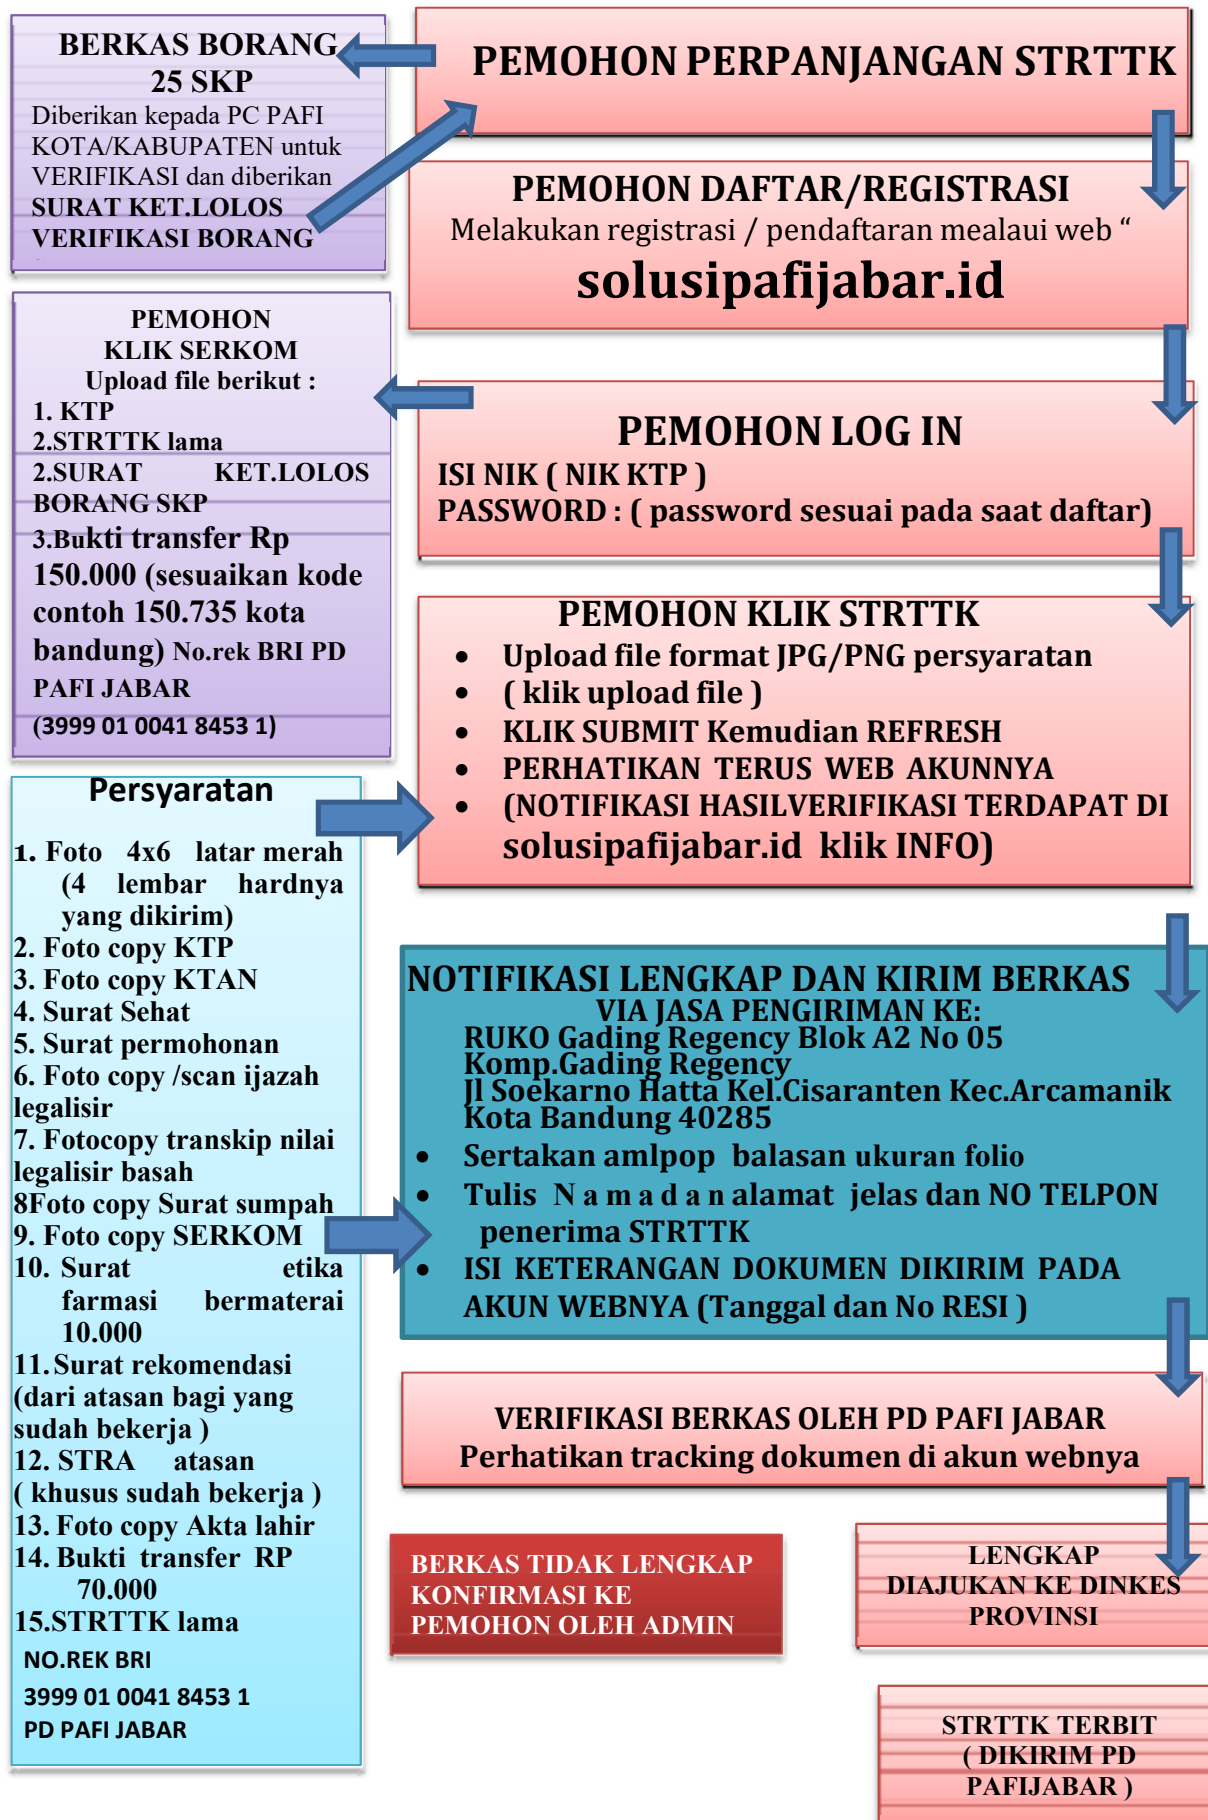 BERKAS BORANG
25 SKP
Diberikan kepada PC PAFI
KOTA/KABUPATEN untuk
VERIFIKASI dan diberikan
SURAT KET.LOLOS
VERIFIKASI BORANG
PEMOHON PERPANJANGAN STRTTK
PEMOHON DAFTAR/REGISTRASI
Melakukan registrasi / pendaftaran mealaui web “
solusipafijabar.id
PEMOHON
KLIK SERKOM
Upload file berikut :
1. KTP
2.STRTTK lama
2.SURAT KET.LOLOS
BORANG SKP
3.Bukti transfer Rp
150.000 (sesuaikan kode
contoh 150.735 kota
bandung) No.rek BRI PD
PAFI JABAR
(3999 01 0041 8453 1)
PEMOHON LOG IN
ISI NIK ( NIK KTP )
PASSWORD : ( password sesuai pada saat daftar)
PEMOHON KLIK STRTTK
• Upload file format JPG/PNG persyaratan
• ( klik upload file )
• KLIK SUBMIT Kemudian REFRESH
• PERHATIKAN TERUS WEB AKUNNYA
• (NOTIFIKASI HASILVERIFIKASI TERDAPAT DI
solusipafijabar.id klik INFO)
Persyaratan
1. Foto 4x6 latar merah
(4 lembar hardnya
yang dikirim)
2. Foto copy KTP
3. Foto copy KTAN
4. Surat Sehat
5. Surat permohonan
6. Foto copy /scan ijazah
legalisir
7. Fotocopy transkip nilai
legalisir basah
8Foto copy Surat sumpah
9. Foto copy SERKOM
10. Surat etika
farmasi bermaterai
10.000
11. Surat rekomendasi
(dari atasan bagi yang
sudah bekerja )
12. STRA atasan
( khusus sudah bekerja )
13. Foto copy Akta lahir
14. Bukti transfer RP
70.000
15.STRTTK lama
NO.REK BRI
3999 01 0041 8453 1
PD PAFI JABAR
NOTIFIKASI LENGKAP DAN KIRIM BERKAS
VIA JASA PENGIRIMAN KE:
RUKO Gading Regency Blok A2 No 05
Komp.Gading Regency
Jl Soekarno Hatta Kel.Cisaranten Kec.Arcamanik
Kota Bandung 40285
• Sertakan amlpop balasan ukuran folio
• Tulis N a m a d a n alamat jelas dan NO TELPON
penerima STRTTK
• ISI KETERANGAN DOKUMEN DIKIRIM PADA
AKUN WEBNYA (Tanggal dan No RESI )
VERIFIKASI BERKAS OLEH PD PAFI JABAR
Perhatikan tracking dokumen di akun webnya
BERKAS TIDAK LENGKAP
KONFIRMASI KE
PEMOHON OLEH ADMIN
LENGKAP
DIAJUKAN KE DINKES
PROVINSI
STRTTK TERBIT
( DIKIRIM PD
PAFIJABAR )